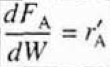 dF_A/dW = r′_A